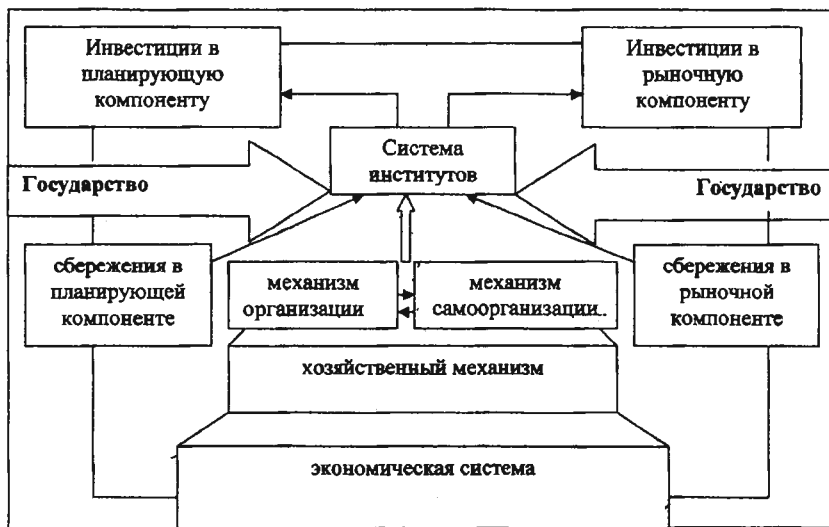 Инвестиции в
планирующую
компоненту
Инвестиции в
рыночную
компоненту
Система
институтов
Государство
Государство
сбережения в
планирующей
компоненте
механизм
организации
механизм
самоорганизации..
сбережения в
рыночной
компоненте
хозяйственный механизм
экономическая система